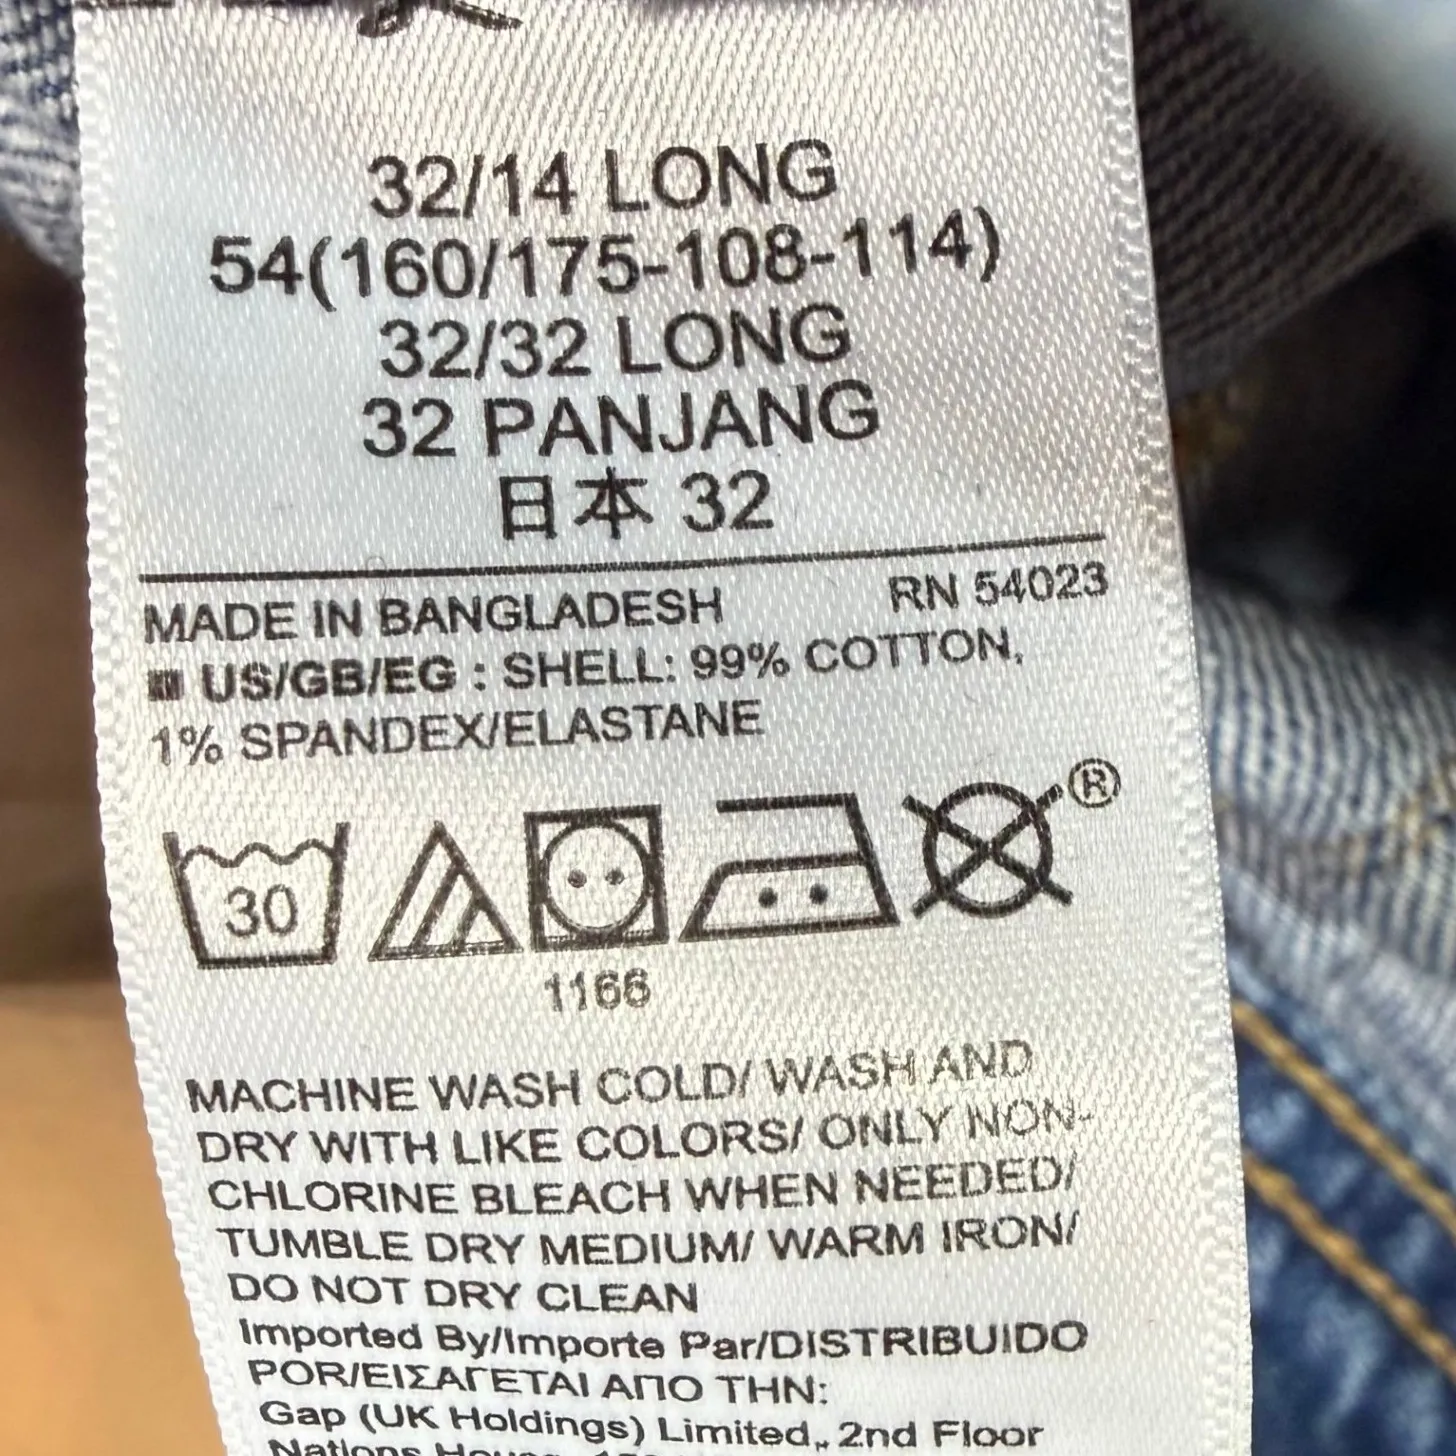 32/14 LONG
54(160/175-108-114)
32/32 LONG
32 PANJANG
日本 32
MADE IN BANGLADESH RN 54023
US/GB/EG : SHELL: 99% COTTON,
1% SPANDEX/ELASTANE
30
®
1166
MACHINE WASH COLD/ WASH AND
DRY WITH LIKE COLORS/ ONLY NON-
CHLORINE BLEACH WHEN NEEDED/
TUMBLE DRY MEDIUM/ WARM IRON/
DO NOT DRY CLEAN
Imported By/Importe Par/DISTRIBUIDO
POR/ΕΙΣΑΓΕΤΑΙ ΑΠΟ ΤΗΝ:
Gap (UK Holdings) Limited,, 2nd Floor
Nations House,